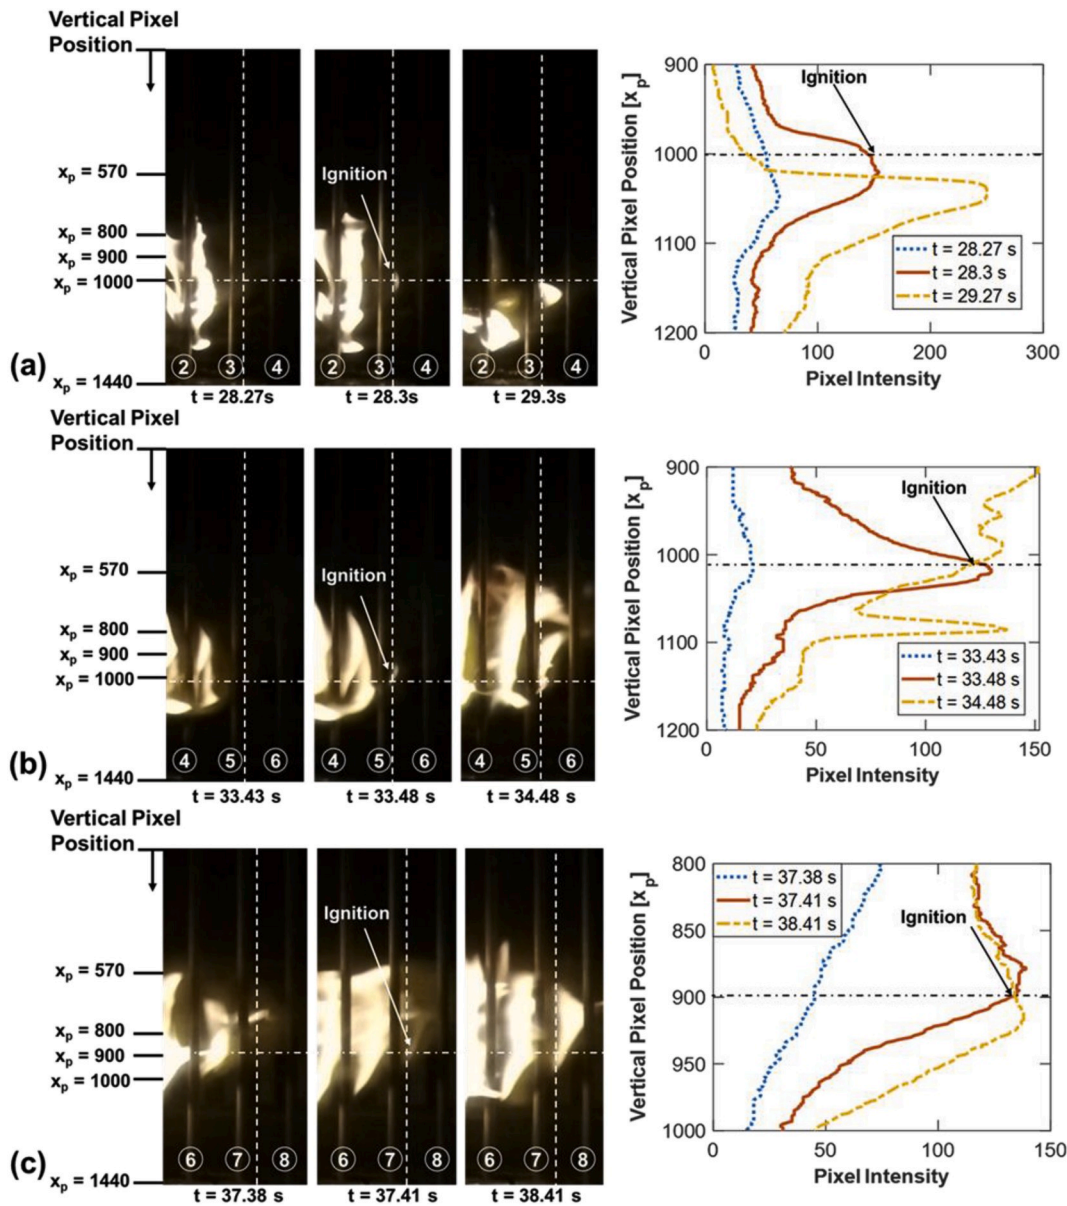 Vertical Pixel
Position
x_p = 570
x_p = 800
x_p = 900
x_p = 1000
x_p = 1440
(a)
② ③ ④
t = 28.27s
Ignition
② ③ ④
t = 28.3s
② ③ ④
t = 29.3s
Vertical Pixel Position [x_p]
900
1000
1100
1200
Ignition
t = 28.27 s
t = 28.3 s
t = 29.27 s
0 100 200 300
Pixel Intensity
Vertical Pixel
Position
x_p = 570
x_p = 800
x_p = 900
x_p = 1000
x_p = 1440
(b)
④ ⑤ ⑥
t = 33.43 s
Ignition
④ ⑤ ⑥
t = 33.48 s
④ ⑤ ⑥
t = 34.48 s
Vertical Pixel Position [x_p]
900
1000
1100
1200
Ignition
t = 33.43 s
t = 33.48 s
t = 34.48 s
0 50 100 150
Pixel Intensity
Vertical Pixel
Position
x_p = 570
x_p = 800
x_p = 900
x_p = 1000
x_p = 1440
(c)
⑥ ⑦ ⑧
t = 37.38 s
Ignition
⑥ ⑦ ⑧
t = 37.41 s
⑥ ⑦ ⑧
t = 38.41 s
Vertical Pixel Position [x_p]
800
850
900
950
1000
t = 37.38 s
t = 37.41 s
t = 38.41 s
Ignition
0 50 100 150
Pixel Intensity